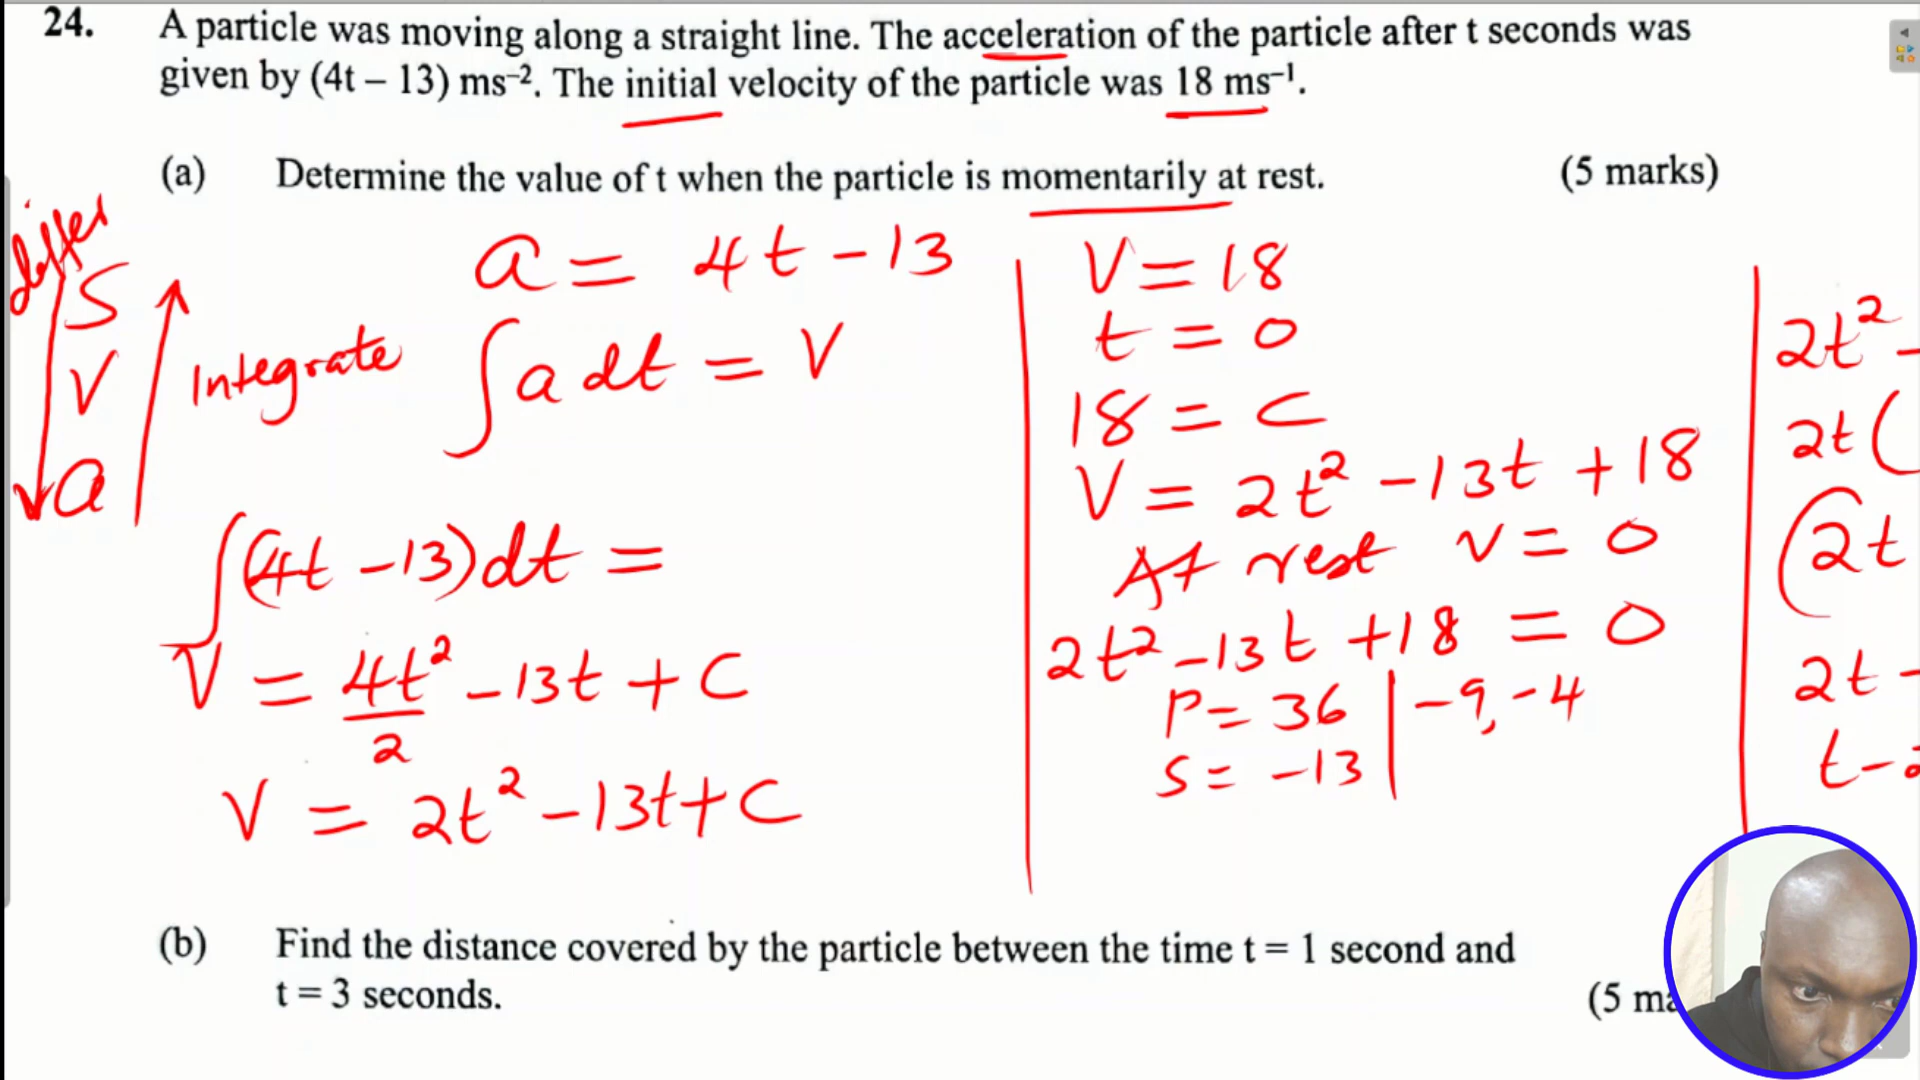 24. A particle was moving along a straight line. The acceleration of the particle after t seconds was
given by (4t – 13) ms⁻². The initial velocity of the particle was 18 ms⁻¹.
(a) Determine the value of t when the particle is momentarily at rest. (5 marks)
differ
S
V
a
Integrate
a = 4t - 13
∫a dt = V
∫(4t - 13)dt =
V = 4t²/2 - 13t + C
V = 2t² - 13t + C
V = 18
t = 0
18 = C
V = 2t² - 13t + 18
At rest V = 0
2t² - 13t + 18 = 0
P = 36 | -9, -4
S = -13
2t² -
2t (
(2t
2t -
t -
(b) Find the distance covered by the particle between the time t = 1 second and
t = 3 seconds. (5 ma